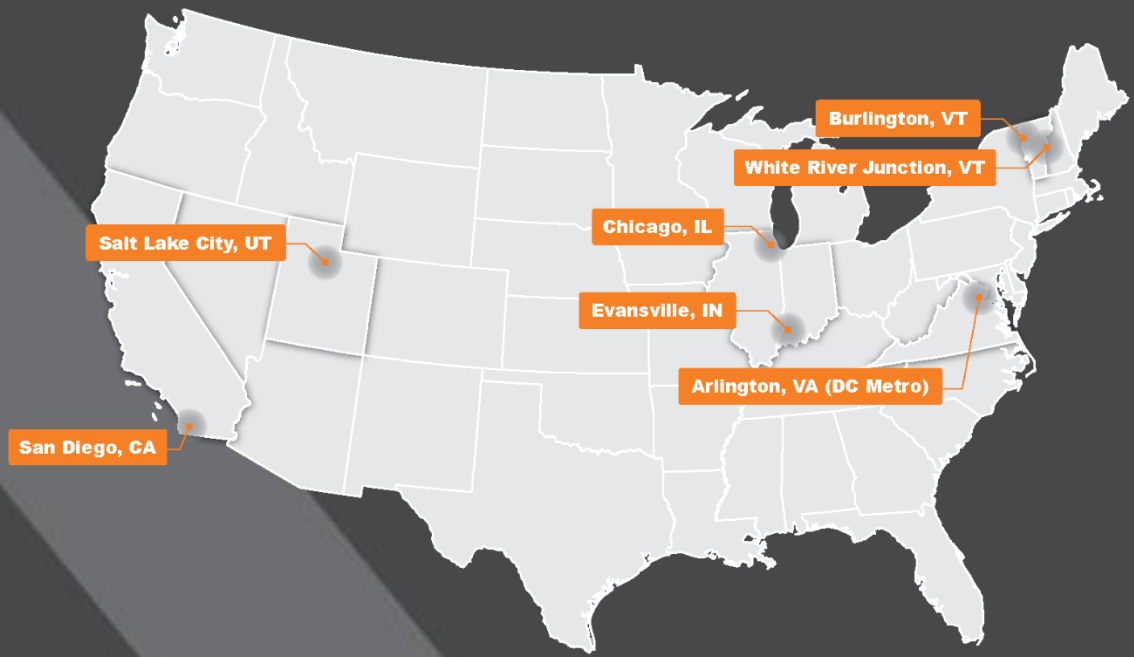 Burlington, VT
White River Junction, VT
Chicago, IL
Salt Lake City, UT
Evansville, IN
Arlington, VA (DC Metro)
San Diego, CA